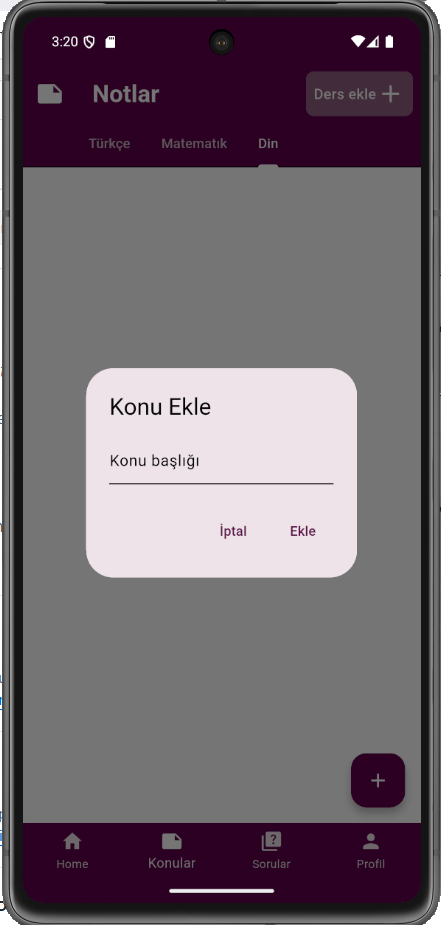 3:20
Notlar
Ders ekle +
Türkçe Matematık Din
Konu Ekle
Konu başlığı
İptal Ekle
+
Home Konular Sorular Profil